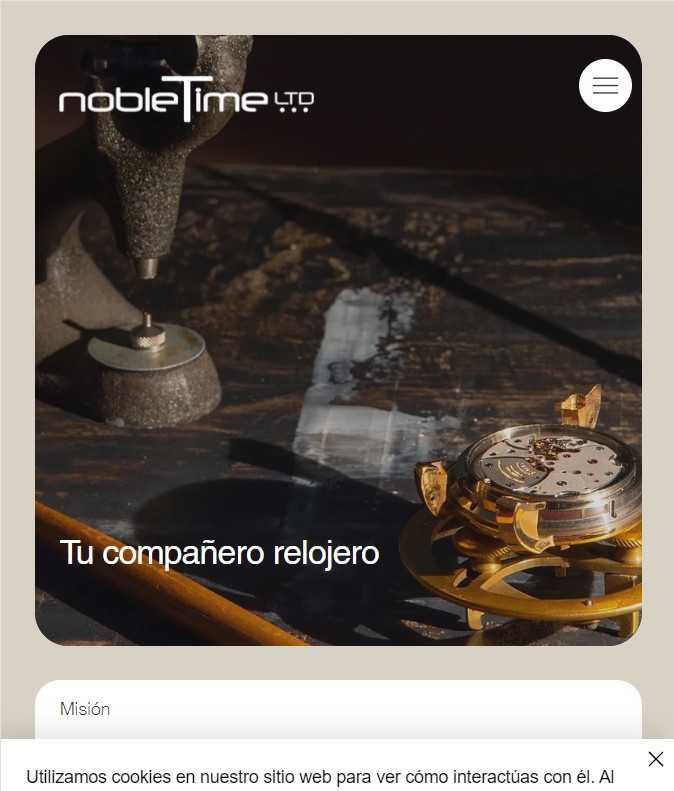 nobleTime LTD
Tu compañero relojero
Misión
Utilizamos cookies en nuestro sitio web para ver cómo interactúas con él. Al